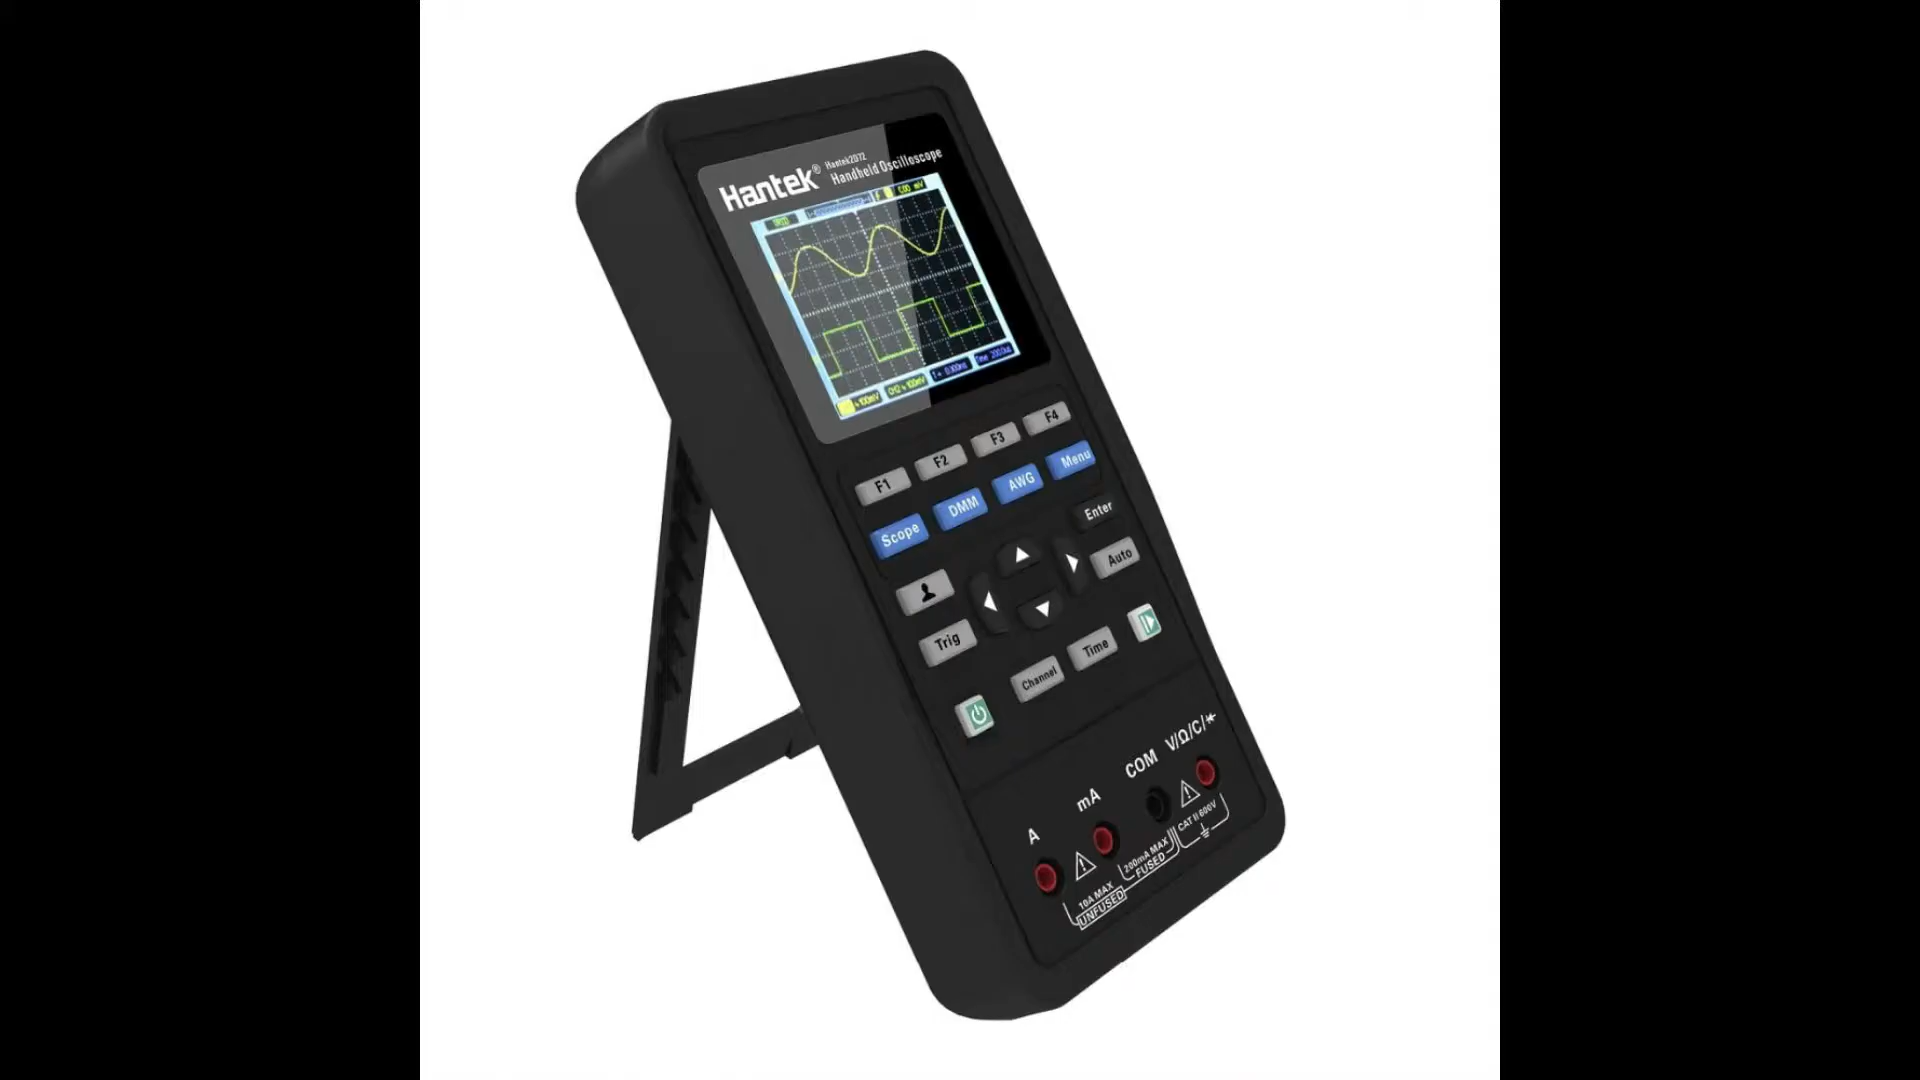 Hantek®
Hantek2D72
Handheld Oscilloscope
F1
F2
F3
F4
Scope
DMM
AWG
Menu
Enter
Auto
Trig
Channel
Time
A
mA
COM
V/Ω/C/
10A MAX
UNFUSED
200mA MAX
FUSED
CAT II 600V